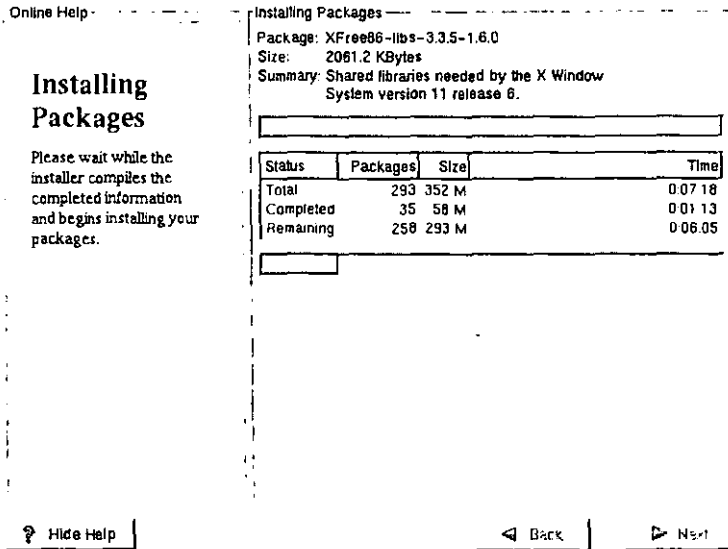 Online Help
Installing
Packages
Please wait while the
installer compiles the
completed information
and begins installing your
packages.
Installing Packages
Package: XFree86-libs-3.3.5-1.6.0
Size: 2061.2 KBytes
Summary: Shared libraries needed by the X Window
System version 11 release 6.
Status Packages Size Time
Total 293 352 M 0:07 18
Completed 35 58 M 0:01 13
Remaining 258 293 M 0:06.05
? Hide Help
Back
Next